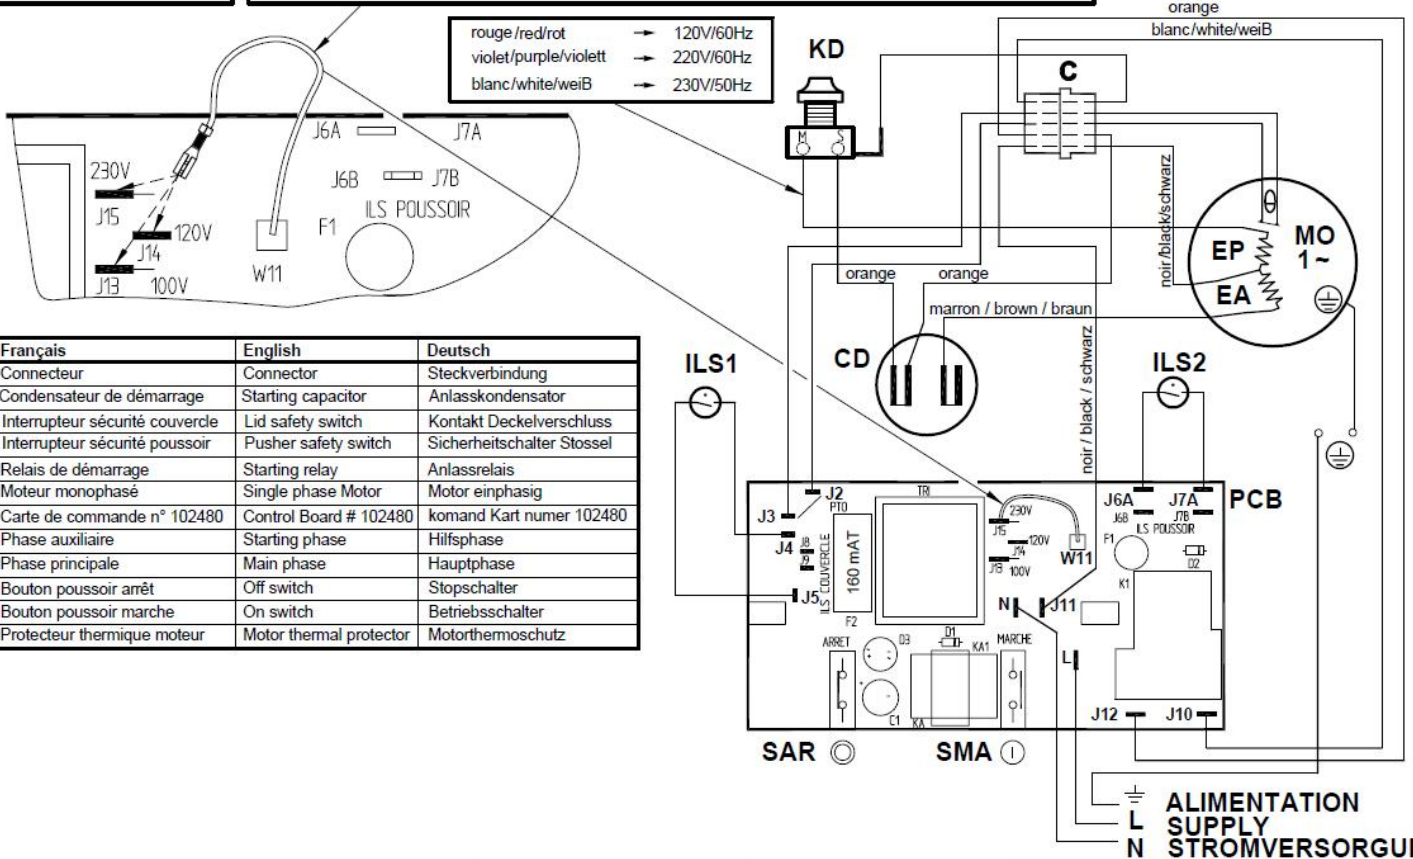 orange
blanc/white/weiB
rouge/red/rot 120V/60Hz
violet/purple/violett 220V/60Hz
blanc/white/weiB 230V/50Hz
KD
C
M S
J6A J7A
J6B J7B
ILS POUSSOIR
230V
J15
120V
J14
J13 100V
W11
F1
noir/black/schwarz
EP
EA
MO
1~
orange orange
marron / brown / braun
noir / black / schwarz
CD
ILS1
ILS2
Français English Deutsch
Connecteur Connector Steckverbindung
Condensateur de démarrage Starting capacitor Anlasskondensator
Interrupteur sécurité couvercle Lid safety switch Kontakt Deckelverschluss
Interrupteur sécurité poussoir Pusher safety switch Sicherheitschalter Stossel
Relais de démarrage Starting relay Anlassrelais
Moteur monophasé Single phase Motor Motor einphasig
Carte de commande n° 102480 Control Board # 102480 komand Kart numer 102480
Phase auxiliaire Starting phase Hilfsphase
Phase principale Main phase Hauptphase
Bouton poussoir arrêt Off switch Stopschalter
Bouton poussoir marche On switch Betriebsschalter
Protecteur thermique moteur Motor thermal protector Motorthermoschutz
PCB
J2
PT0
J3
J4
J8
J9
J5
ILS COUVERCLE
160 mAT
F2
TRI
230V
J15
120V
J14
J13 100V
W11
J6A J7A
J6B J7B
ILS POUSSOIR
F1
D2
K1
N J11
L
ARRET
D3
D1
KA1
MARCHE
C1
KA
J12 J10
SAR
SMA
ALIMENTATION
L SUPPLY
N STROMVERSORGU